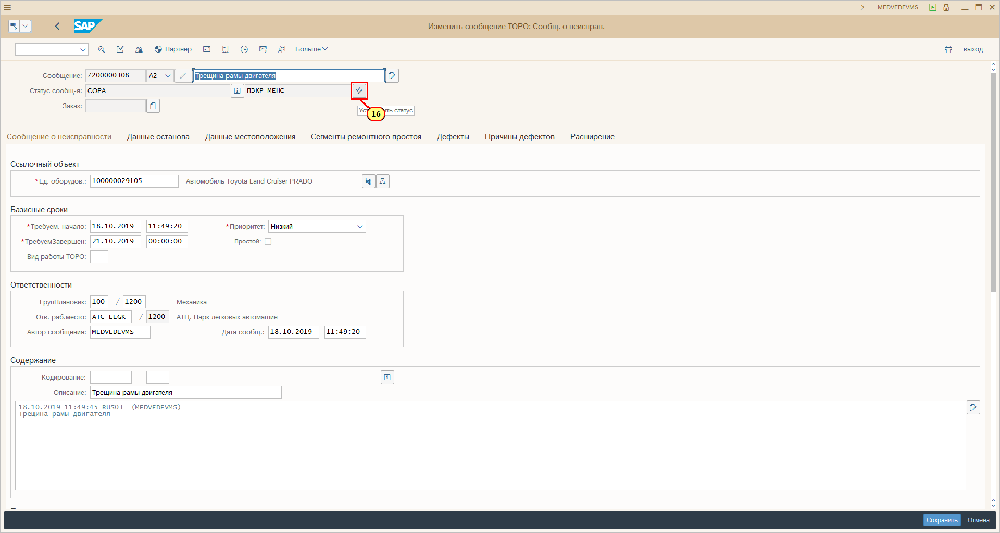 MEDVEDEVMS
SAP
Изменить сообщение ТОРО: Сообщ. о неисправ.
Партнер
Больше
выход
Сообщение: 7200000308 A2 Трещина рамы двигателя
Статус сообщ-я: СОРА ПЗКР МЕНС
Заказ:
16
статус
Сообщение о неисправности Данные останова Данные местоположения Сегменты ремонтного простоя Дефекты Причины дефектов Расширение
Ссылочный объект
*Ед. оборудов.: 100000029105 Автомобиль Toyota Land Cruiser PRADO
Базисные сроки
*Требуем. начало: 18.10.2019 11:49:20 *Приоритет: Низкий
*ТребуемЗавершен: 21.10.2019 00:00:00 Простой:
Вид работы ТОРО:
Ответственности
ГрупПлановик: 100 / 1200 Механика
Отв. раб.место: ATC-LEGK / 1200 АТЦ. Парк легковых автомашин
Автор сообщения: MEDVEDEVMS Дата сообщ.: 18.10.2019 11:49:20
Содержание
Кодирование:
Описание: Трещина рамы двигателя
18.10.2019 11:49:45 RUS03 (MEDVEDEVMS)
Трещина рамы двигателя
Сохранить Отмена